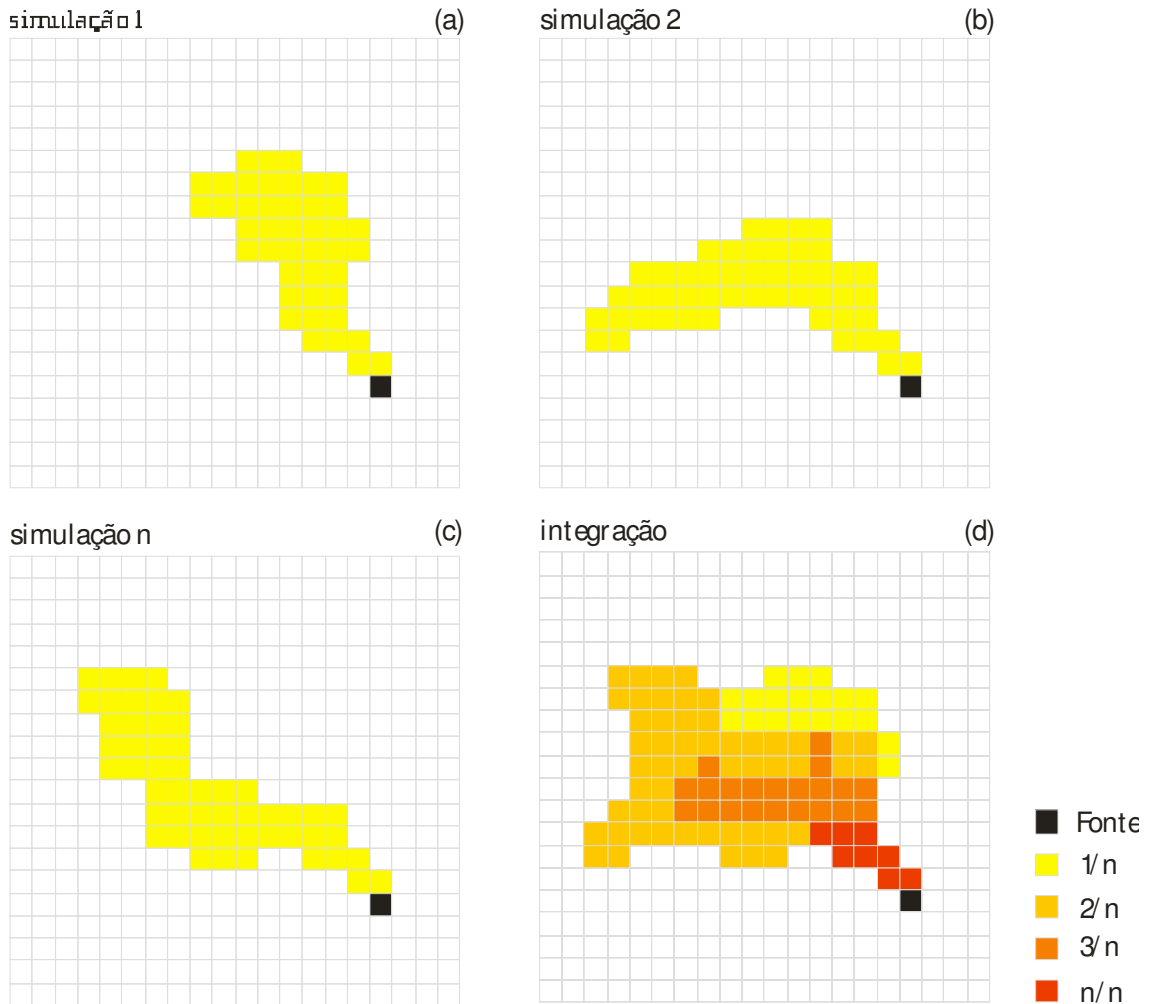 simulação 1 (a)
simulação 2 (b)
simulação n (c)
integração (d)
Fonte
1/n
2/n
3/n
n/n